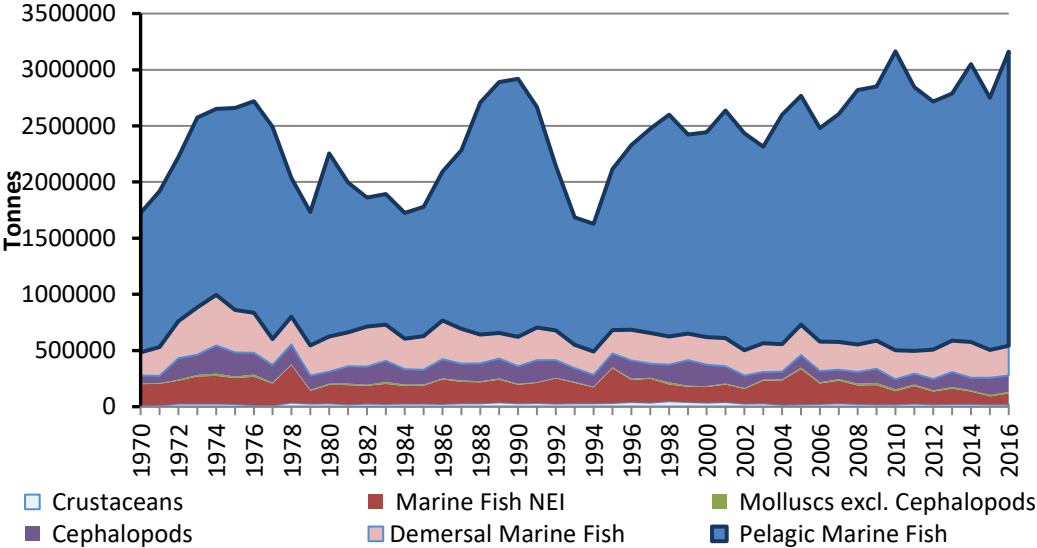 3500000
3000000
2500000
2000000
1500000
1000000
500000
0
Tonnes
1970 1972 1974 1976 1978 1980 1982 1984 1986 1988 1990 1992 1994 1996 1998 2000 2002 2004 2006 2008 2010 2012 2014 2016
Crustaceans Marine Fish NEI Molluscs excl. Cephalopods
Cephalopods Demersal Marine Fish Pelagic Marine Fish